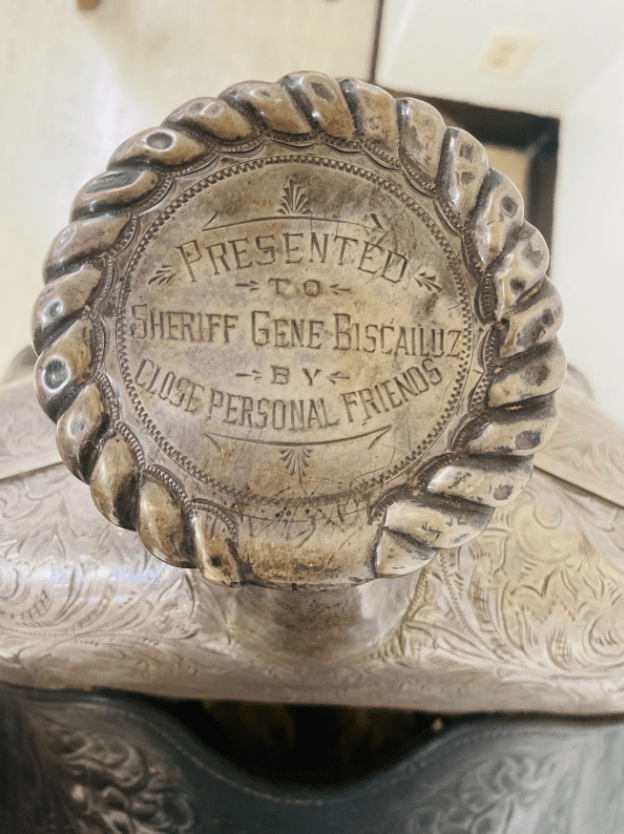 PRESENTED
TO
SHERIFF GENE BISCAILUZ
BY
CLOSE PERSONAL FRIENDS